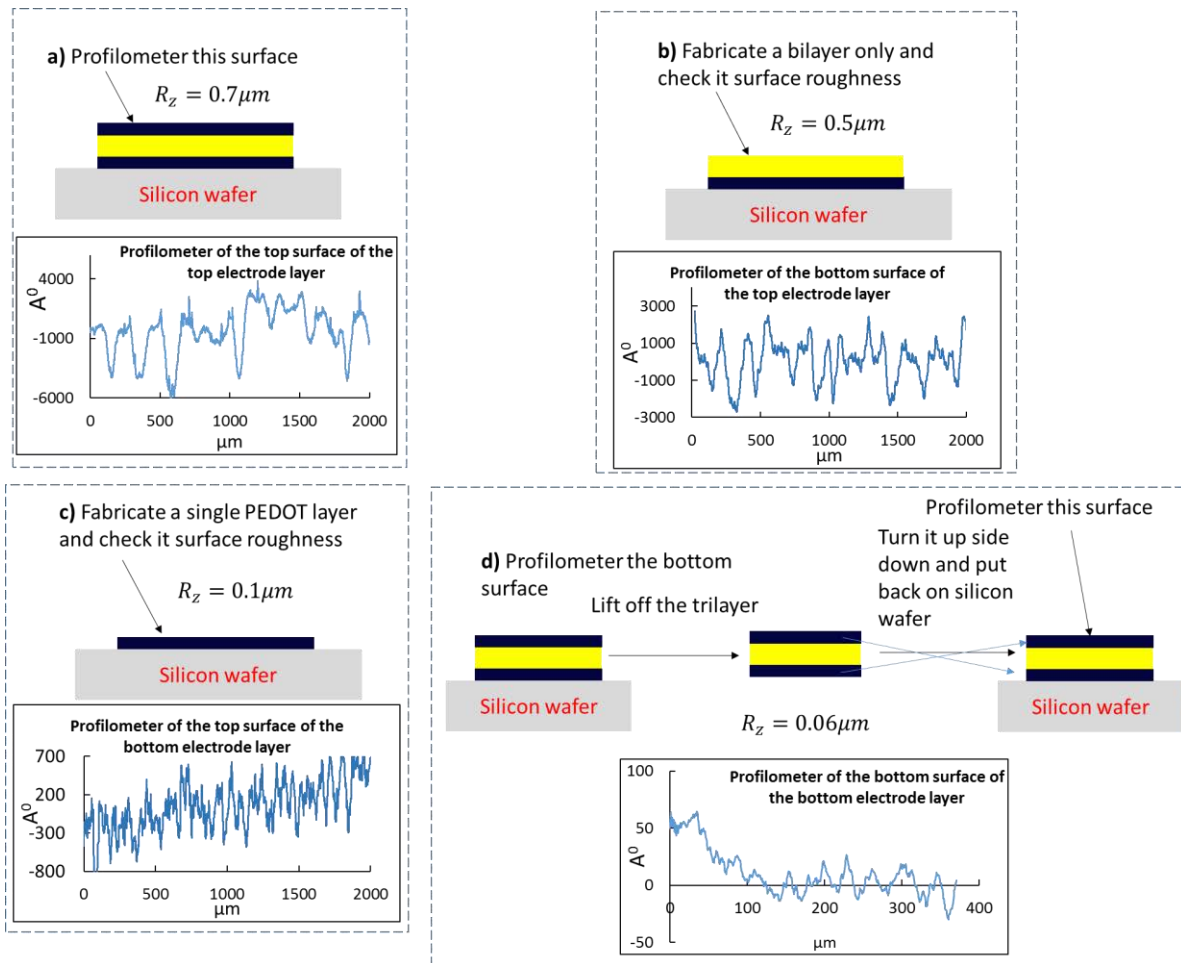 a) Profilometer this surface
R_z = 0.7μm
Silicon wafer
Profilometer of the top surface of the
top electrode layer
A⁰
4000
-1000
-6000
0 500 1000 1500 2000
μm
b) Fabricate a bilayer only and
check it surface roughness
R_z = 0.5μm
Silicon wafer
Profilometer of the bottom surface of
the top electrode layer
A⁰
3000
1000
-1000
-3000
0 500 1000 1500 2000
μm
c) Fabricate a single PEDOT layer
and check it surface roughness
R_z = 0.1μm
Silicon wafer
Profilometer of the top surface of the
bottom electrode layer
A⁰
700
200
-300
-800
0 500 1000 1500 2000
μm
d) Profilometer the bottom
surface
Lift off the trilayer
Profilometer this surface
Turn it up side
down and put
back on silicon
wafer
Silicon wafer
Silicon wafer
R_z = 0.06μm
Profilometer of the bottom surface of
the bottom electrode layer
A⁰
100
50
0
-50
0 100 200 300 400
μm